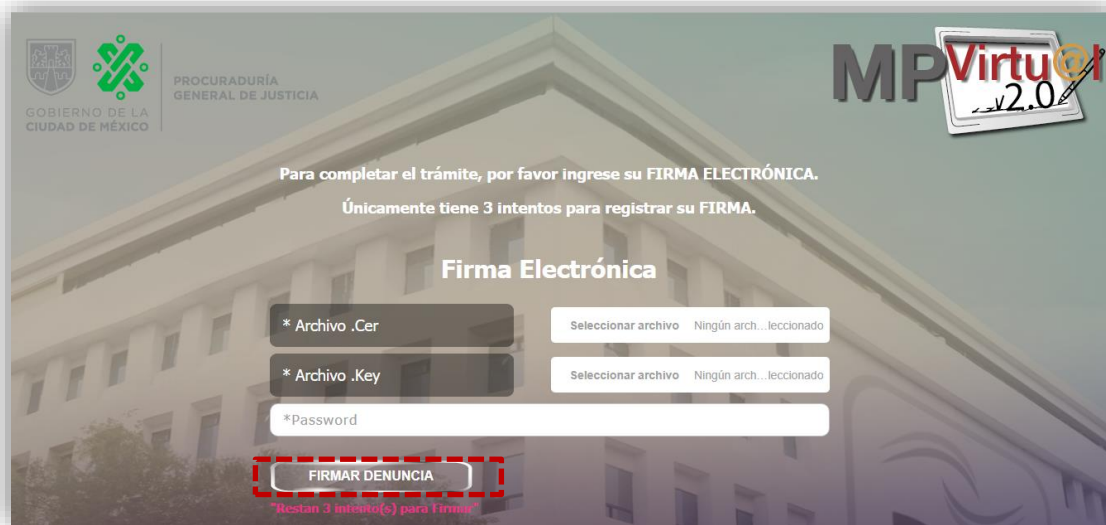 GOBIERNO DE LA
CIUDAD DE MÉXICO
PROCURADURÍA
GENERAL DE JUSTICIA
MPVirtu@l
v2.0
Para completar el trámite, por favor ingrese su FIRMA ELECTRÓNICA.
Únicamente tiene 3 intentos para registrar su FIRMA.
Firma Electrónica
* Archivo .Cer
Seleccionar archivo Ningún arch...leccionado
* Archivo .Key
Seleccionar archivo Ningún arch...leccionado
*Password
FIRMAR DENUNCIA
"Restan 3 intento(s) para Firmar"